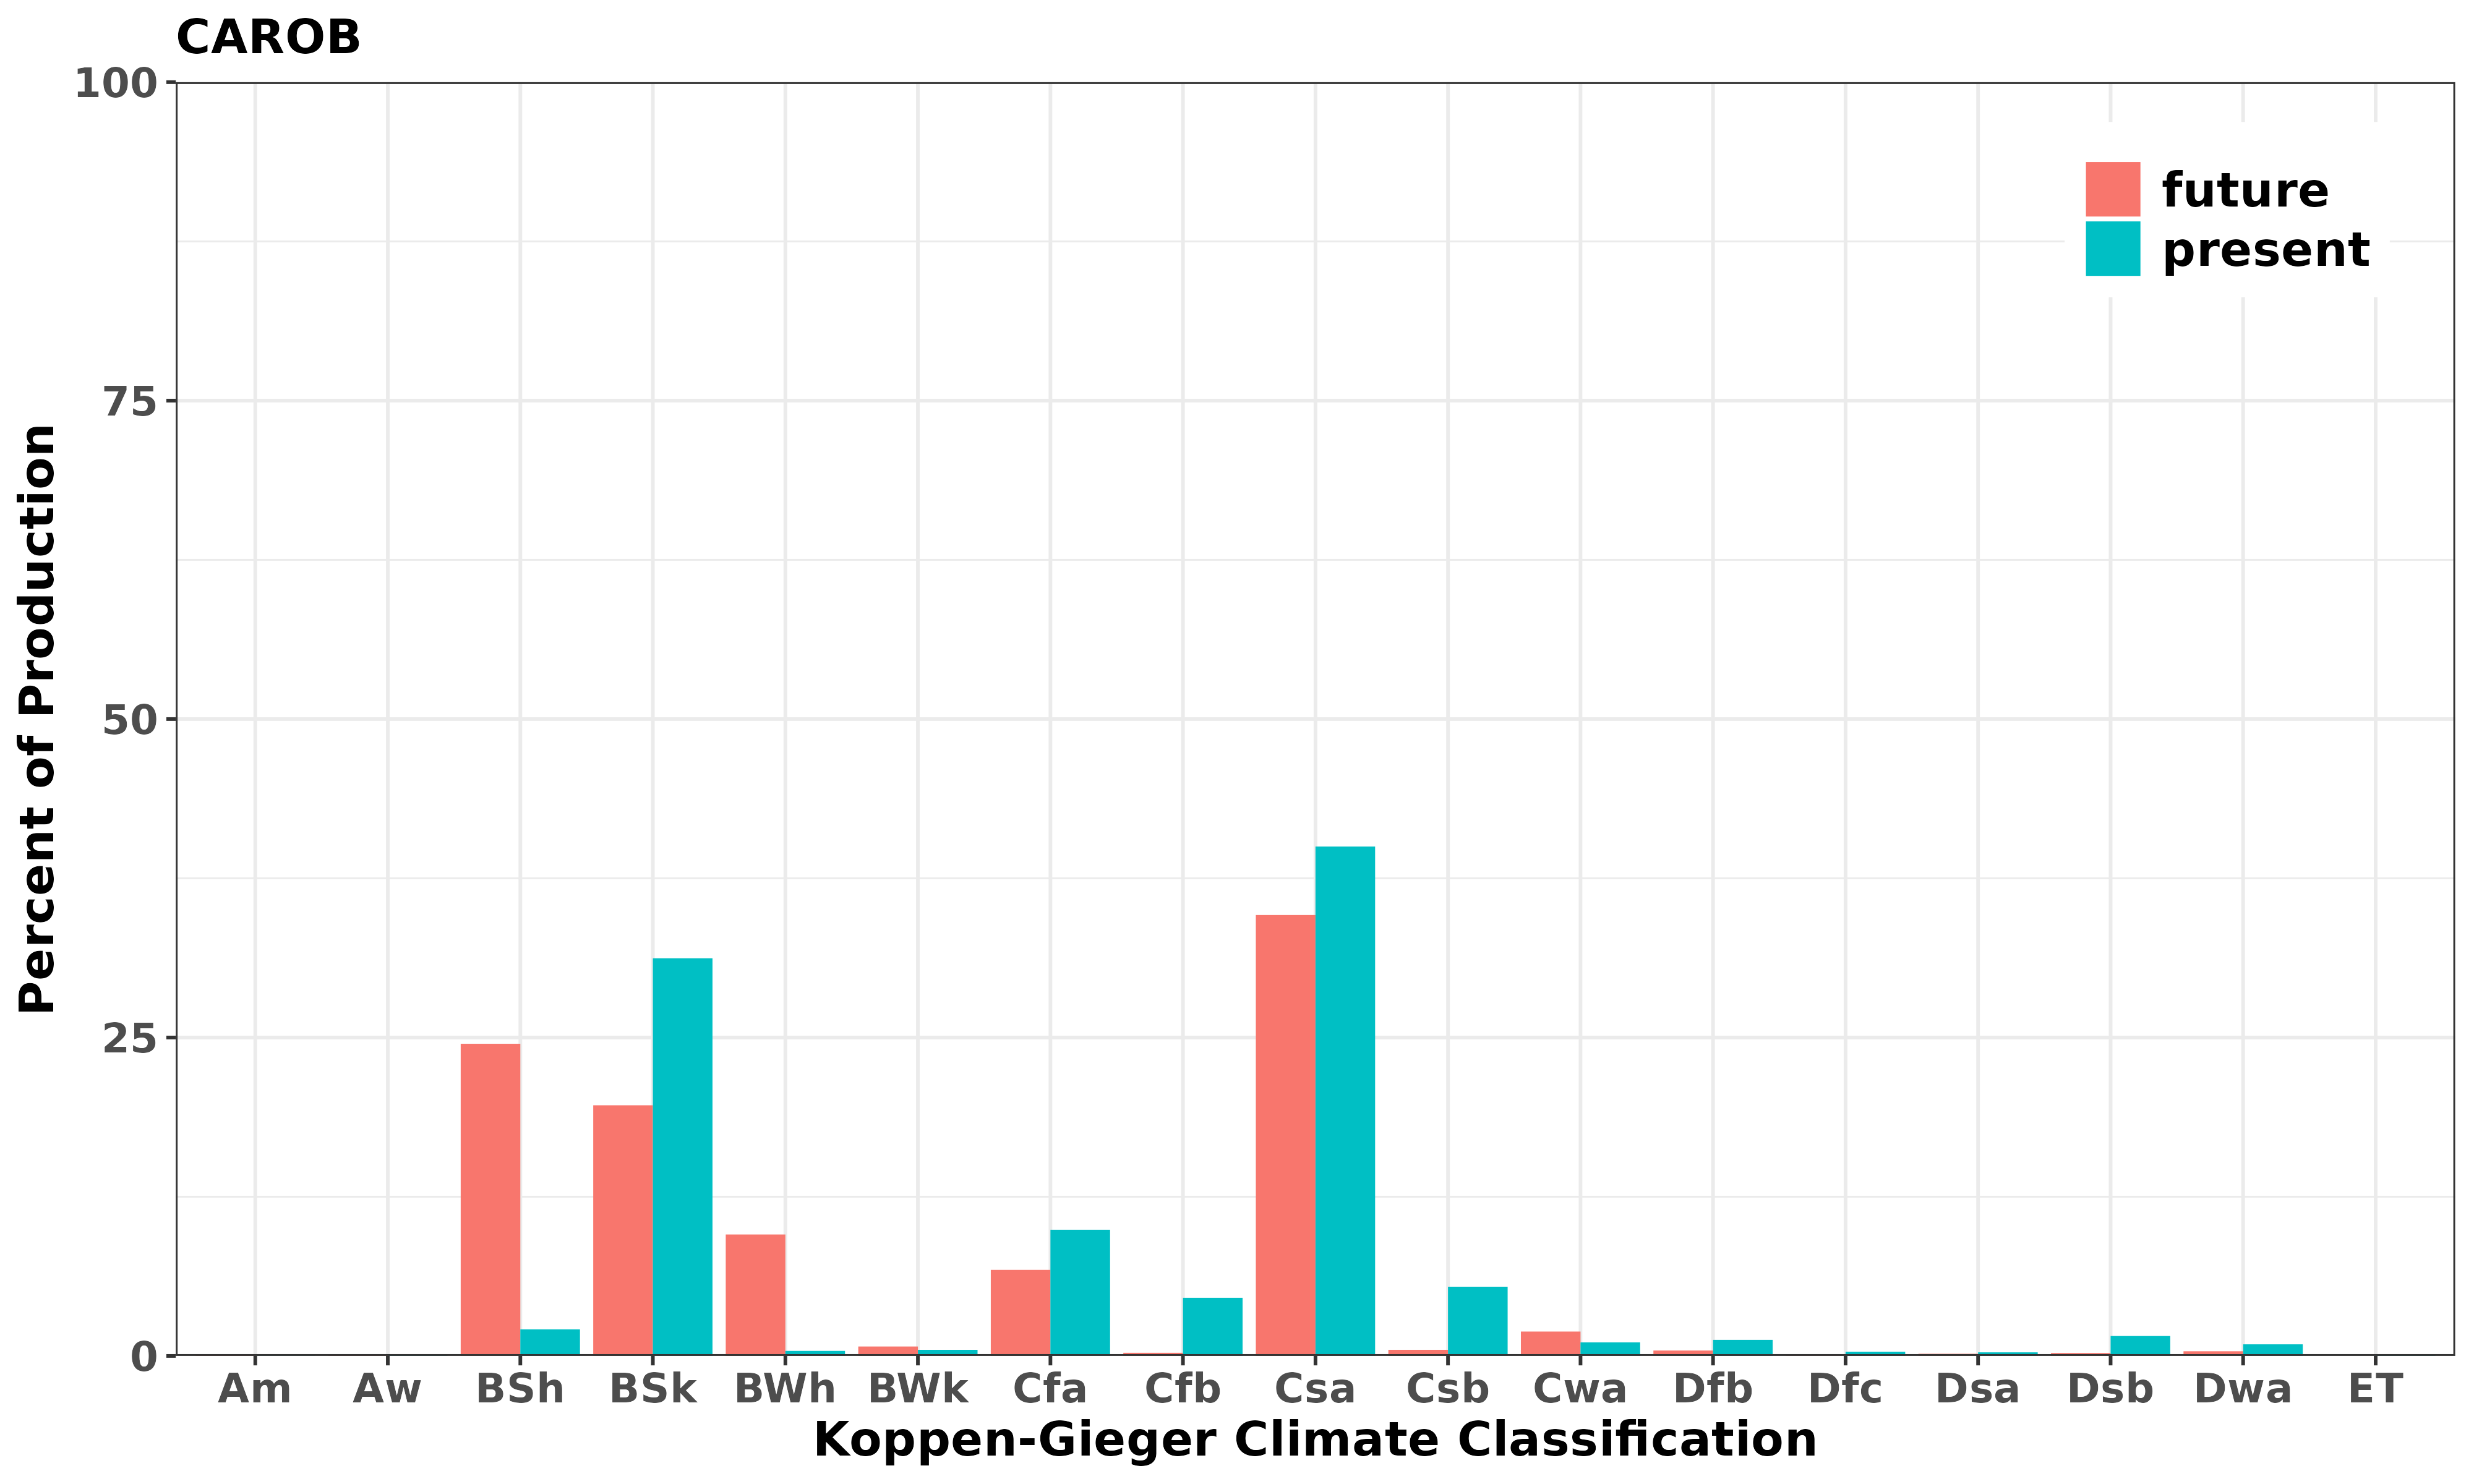 CAROB
100
75
50
25
0
Percent of Production
future
present
Am Aw BSh BSk BWh BWk Cfa Cfb Csa Csb Cwa Dfb Dfc Dsa Dsb Dwa ET
Koppen-Gieger Climate Classification